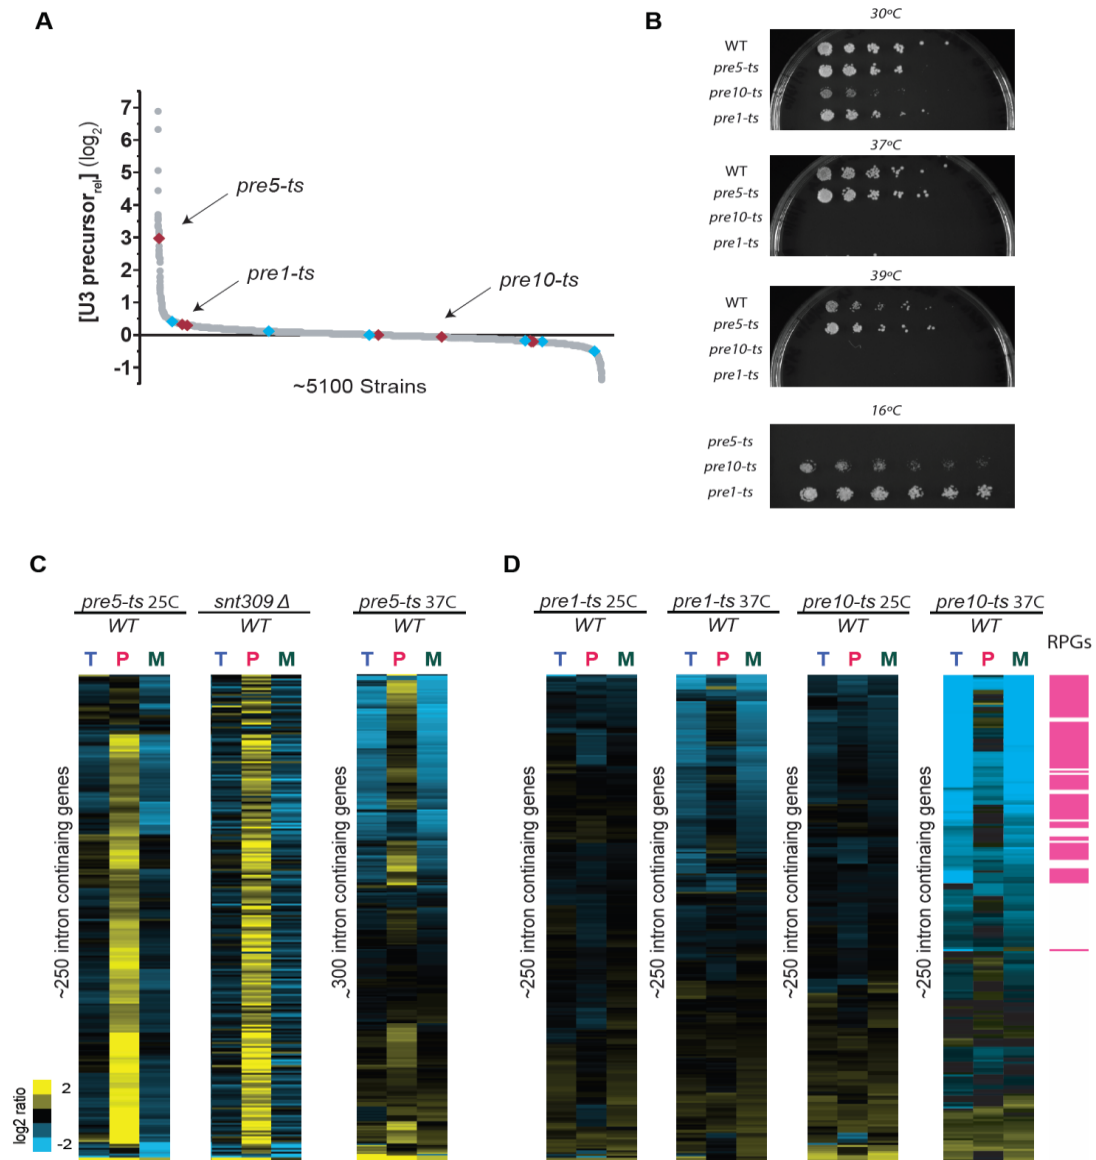 A
[U3 precursor_rel] (log_2)
7
6
5
4
3
2
1
0
-1
pre5-ts
pre1-ts
pre10-ts
~5100 Strains
B
30ºC
WT
pre5-ts
pre10-ts
pre1-ts
37ºC
WT
pre5-ts
pre10-ts
pre1-ts
39ºC
WT
pre5-ts
pre10-ts
pre1-ts
16ºC
pre5-ts
pre10-ts
pre1-ts
C
pre5-ts 25C
WT
T P M
~250 intron continaing genes
snt309 Δ
WT
T P M
pre5-ts 37C
WT
T P M
~300 intron continaing genes
log2 ratio
2
-2
D
pre1-ts 25C
WT
T P M
~250 intron continaing genes
pre1-ts 37C
WT
T P M
~250 intron continaing genes
pre10-ts 25C
WT
T P M
~250 intron continaing genes
pre10-ts 37C
WT
T P M
~250 intron continaing genes
RPGs